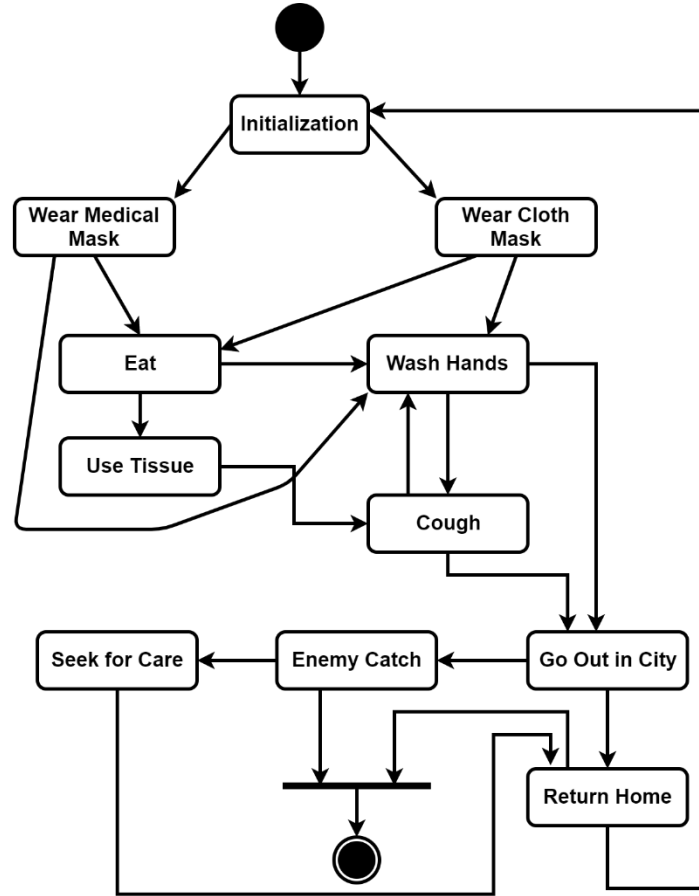 Initialization
Wear Medical
Mask
Wear Cloth
Mask
Eat
Wash Hands
Use Tissue
Cough
Seek for Care
Enemy Catch
Go Out in City
Return Home